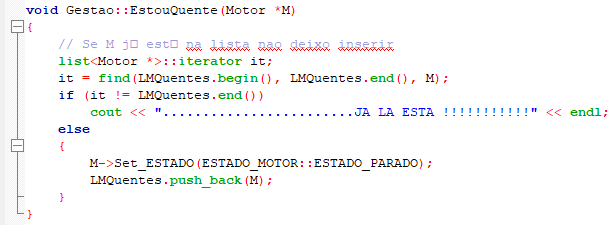 void Gestao::EstouQuente(Motor *M)
{
// Se M j□ est□ na lista nao deixo inserir
list<Motor *>::iterator it;
it = find(LMQuentes.begin(), LMQuentes.end(), M);
if (it != LMQuentes.end())
cout << "........................JA LA ESTA !!!!!!!!!!!" << endl;
else
{
M->Set_ESTADO(ESTADO_MOTOR::ESTADO_PARADO);
LMQuentes.push_back(M);
}
}